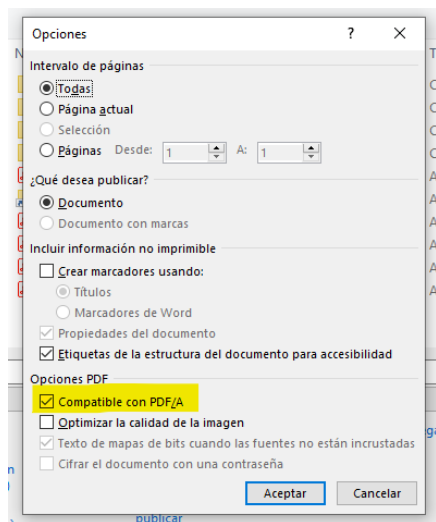 Opciones ? ×
Intervalo de páginas
Todas
Página actual
Selección
Páginas Desde: 1 A: 1
¿Qué desea publicar?
Documento
Documento con marcas
Incluir información no imprimible
Crear marcadores usando:
Títulos
Marcadores de Word
Propiedades del documento
Etiquetas de la estructura del documento para accesibilidad
Opciones PDF
Compatible con PDF/A
Optimizar la calidad de la imagen
Texto de mapas de bits cuando las fuentes no están incrustadas
Cifrar el documento con una contraseña
Aceptar Cancelar
publicar